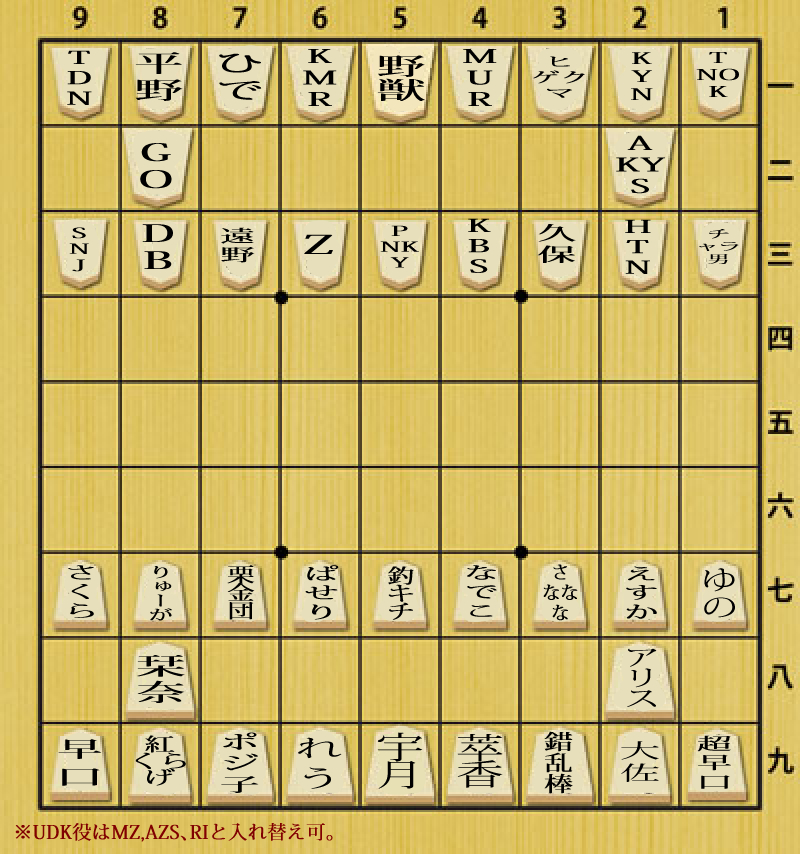 9 8 7 6 5 4 3 2 1
TDN 平野 ひで KMR 野獣 MUR ヒゲクマ KYN TNOK 一
GO AKYS 二
SNJ DB 遠野 Z PNKY KBS 久保 HTN チャラ男 三
四
五
六
さくら りゅーが 栗金団 ぱせり 釣キチ なでこ さななな えすか ゆの 七
栞奈 アリス 八
早口 紅くらげ ポジ子 れう 宇月 萃香 錯乱棒 大佐 超早口 九
※UDK役はMZ,AZS、RIと入れ替え可。